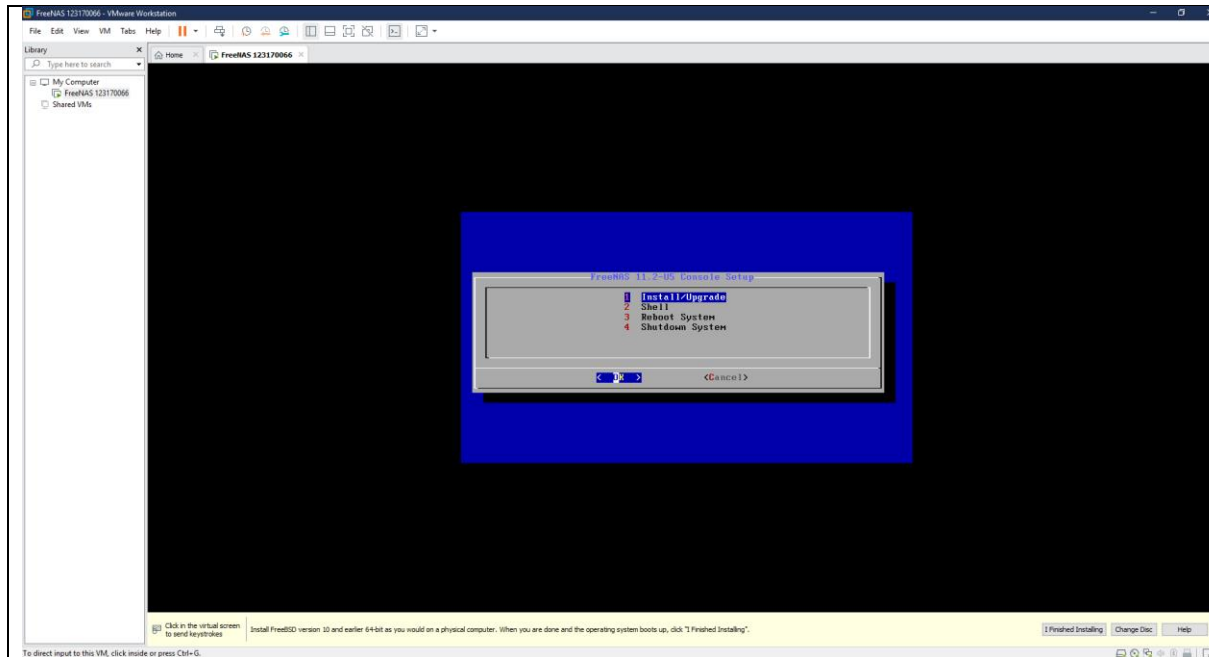 FreeNAS 123170066 - VMware Workstation
File Edit View VM Tabs Help
Library
Type here to search
My Computer
FreeNAS 123170066
Shared VMs
Home
FreeNAS 123170066
FreeNAS 11.2-U5 Console Setup
1 Install/Upgrade
2 Shell
3 Reboot System
4 Shutdown System
< OK > <Cancel>
Click in the virtual screen
to send keystrokes
Install FreeBSD version 10 and earlier 64-bit as you would on a physical computer. When you are done and the operating system boots up, click "I Finished Installing".
I Finished Installing Change Disc Help
To direct input to this VM, click inside or press Ctrl+G.